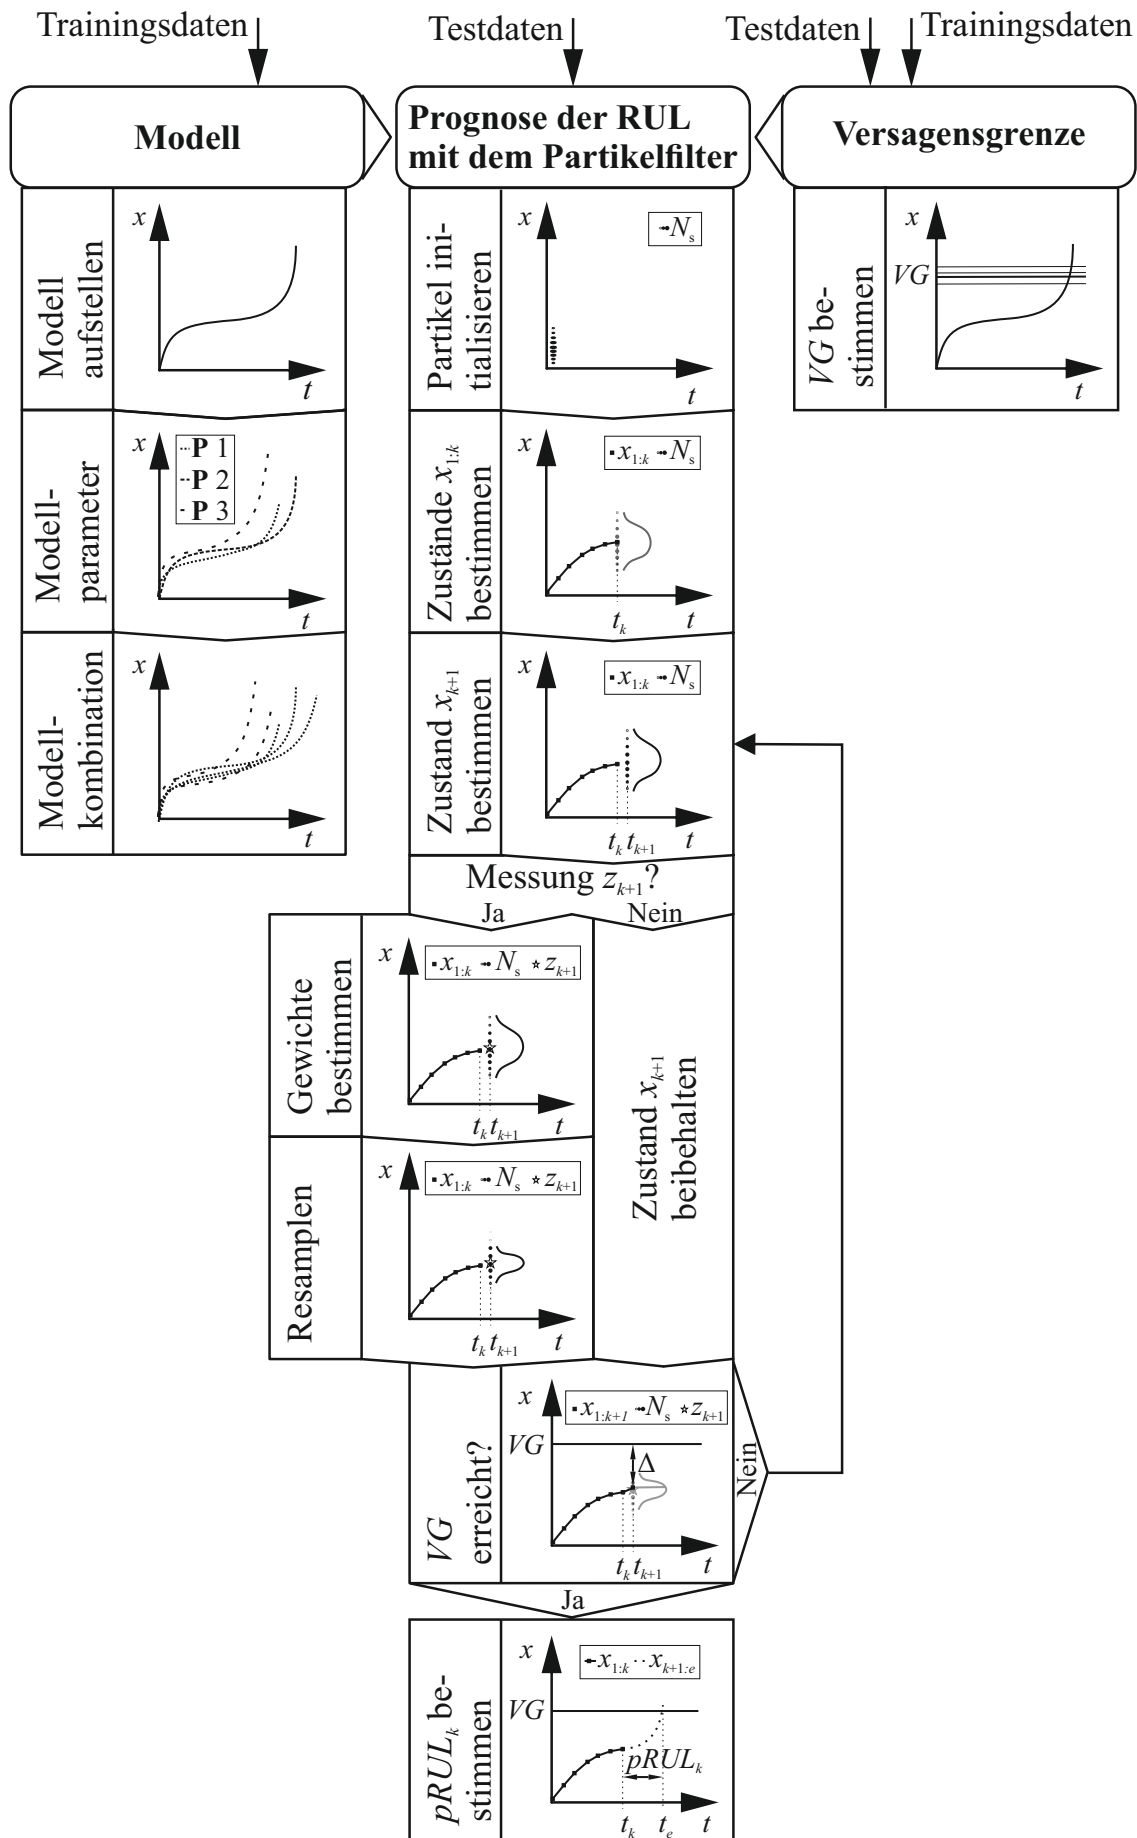 Trainingsdaten
Testdaten
Testdaten
Trainingsdaten
Modell
Prognose der RUL
mit dem Partikelfilter
Versagensgrenze
Modell
aufstellen
x
t
Partikel ini-
tialisieren
x
N_s
t
VG be-
stimmen
x
VG
t
Modell-
parameter
x
P 1
P 2
P 3
t
Zustände x_{1:k}
bestimmen
x
x_{1:k} N_s
t_k
t
Modell-
kombination
x
t
Zustand x_{k+1}
bestimmen
x
x_{1:k} N_s
t_k t_{k+1}
t
Messung z_{k+1}?
Ja
Nein
Gewichte
bestimmen
x
x_{1:k} N_s z_{k+1}
t_k t_{k+1}
t
Zustand x_{k+1}
beibehalten
Resamplen
x
x_{1:k} N_s z_{k+1}
t_k t_{k+1}
t
VG
erreicht?
x
x_{1:k+1} N_s z_{k+1}
VG
Δ
t_k t_{k+1}
t
Nein
Ja
pRUL_k be-
stimmen
x
x_{1:k} x_{k+1:e}
VG
pRUL_k
t_k
t_e
t